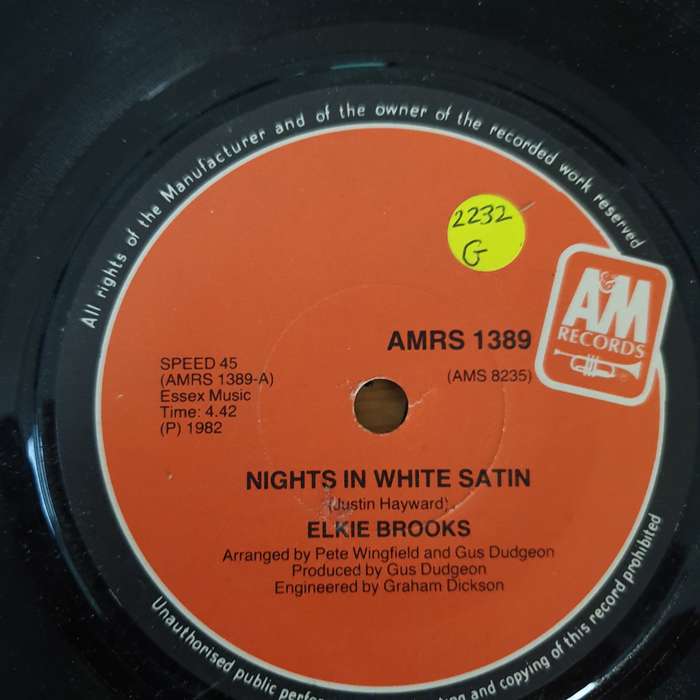 All rights of the Manufacturer and of the owner of the recorded work reserved
2232
G
A&M
RECORDS
AMRS 1389
(AMS 8235)
SPEED 45
(AMRS 1389-A)
Essex Music
Time: 4.42
(P) 1982
NIGHTS IN WHITE SATIN
(Justin Hayward)
ELKIE BROOKS
Arranged by Pete Wingfield and Gus Dudgeon
Produced by Gus Dudgeon
Engineered by Graham Dickson
Unauthorised public and copying of this record prohibited